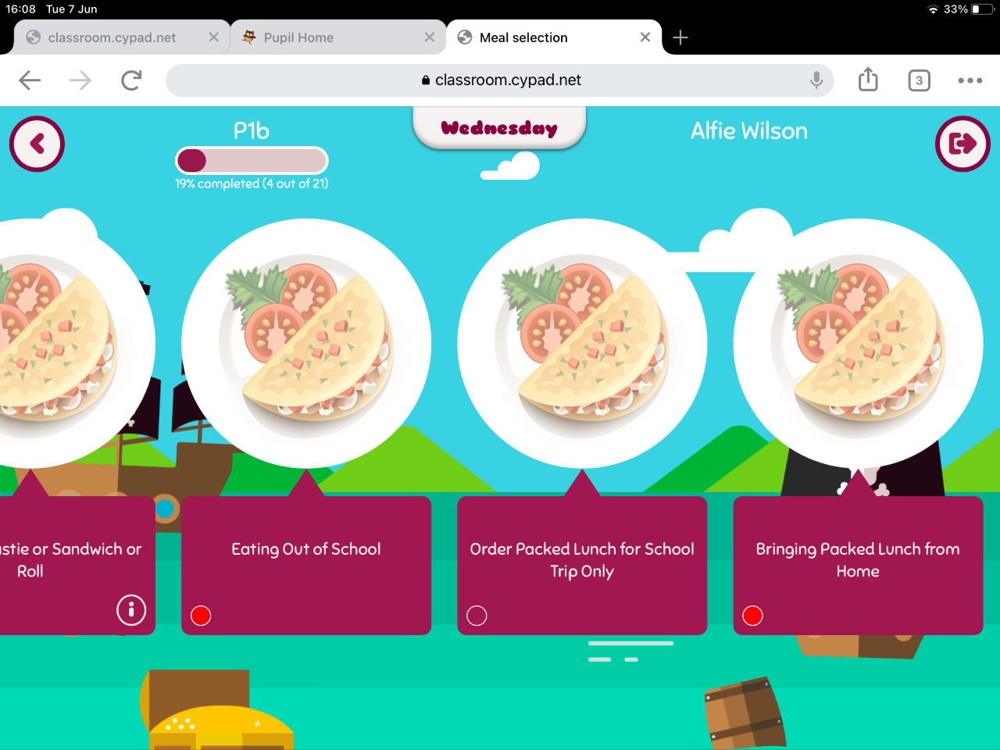 16:08 Tue 7 Jun
33%
classroom.cypad.net
Pupil Home
Meal selection
classroom.cypad.net
3
P1b
Wednesday
Alfie Wilson
19% completed (4 out of 21)
or Sandwich or
Roll
Eating Out of School
Order Packed Lunch for School
Trip Only
Bringing Packed Lunch from
Home